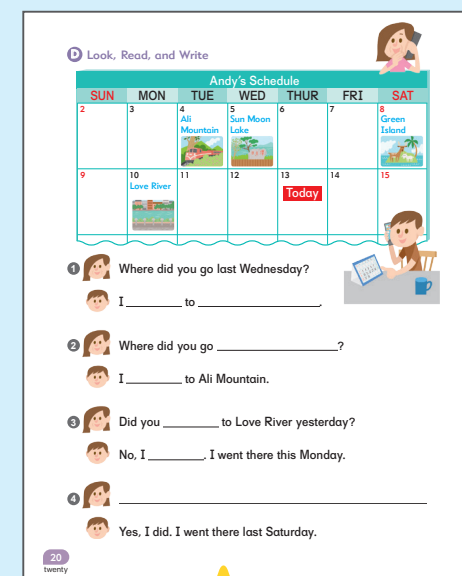 D Look, Read, and Write
Andy's Schedule
SUN MON TUE WED THUR FRI SAT
2 3 4 5 6 7 8
Ali Mountain Sun Moon Lake Green Island
9 10 11 12 13 14 15
Love River Today
1 Where did you go last Wednesday?
I ________ to ________________.
2 Where did you go ________________?
I ________ to Ali Mountain.
3 Did you ________ to Love River yesterday?
No, I ________. I went there this Monday.
4 ________________________________
Yes, I did. I went there last Saturday.
20
twenty